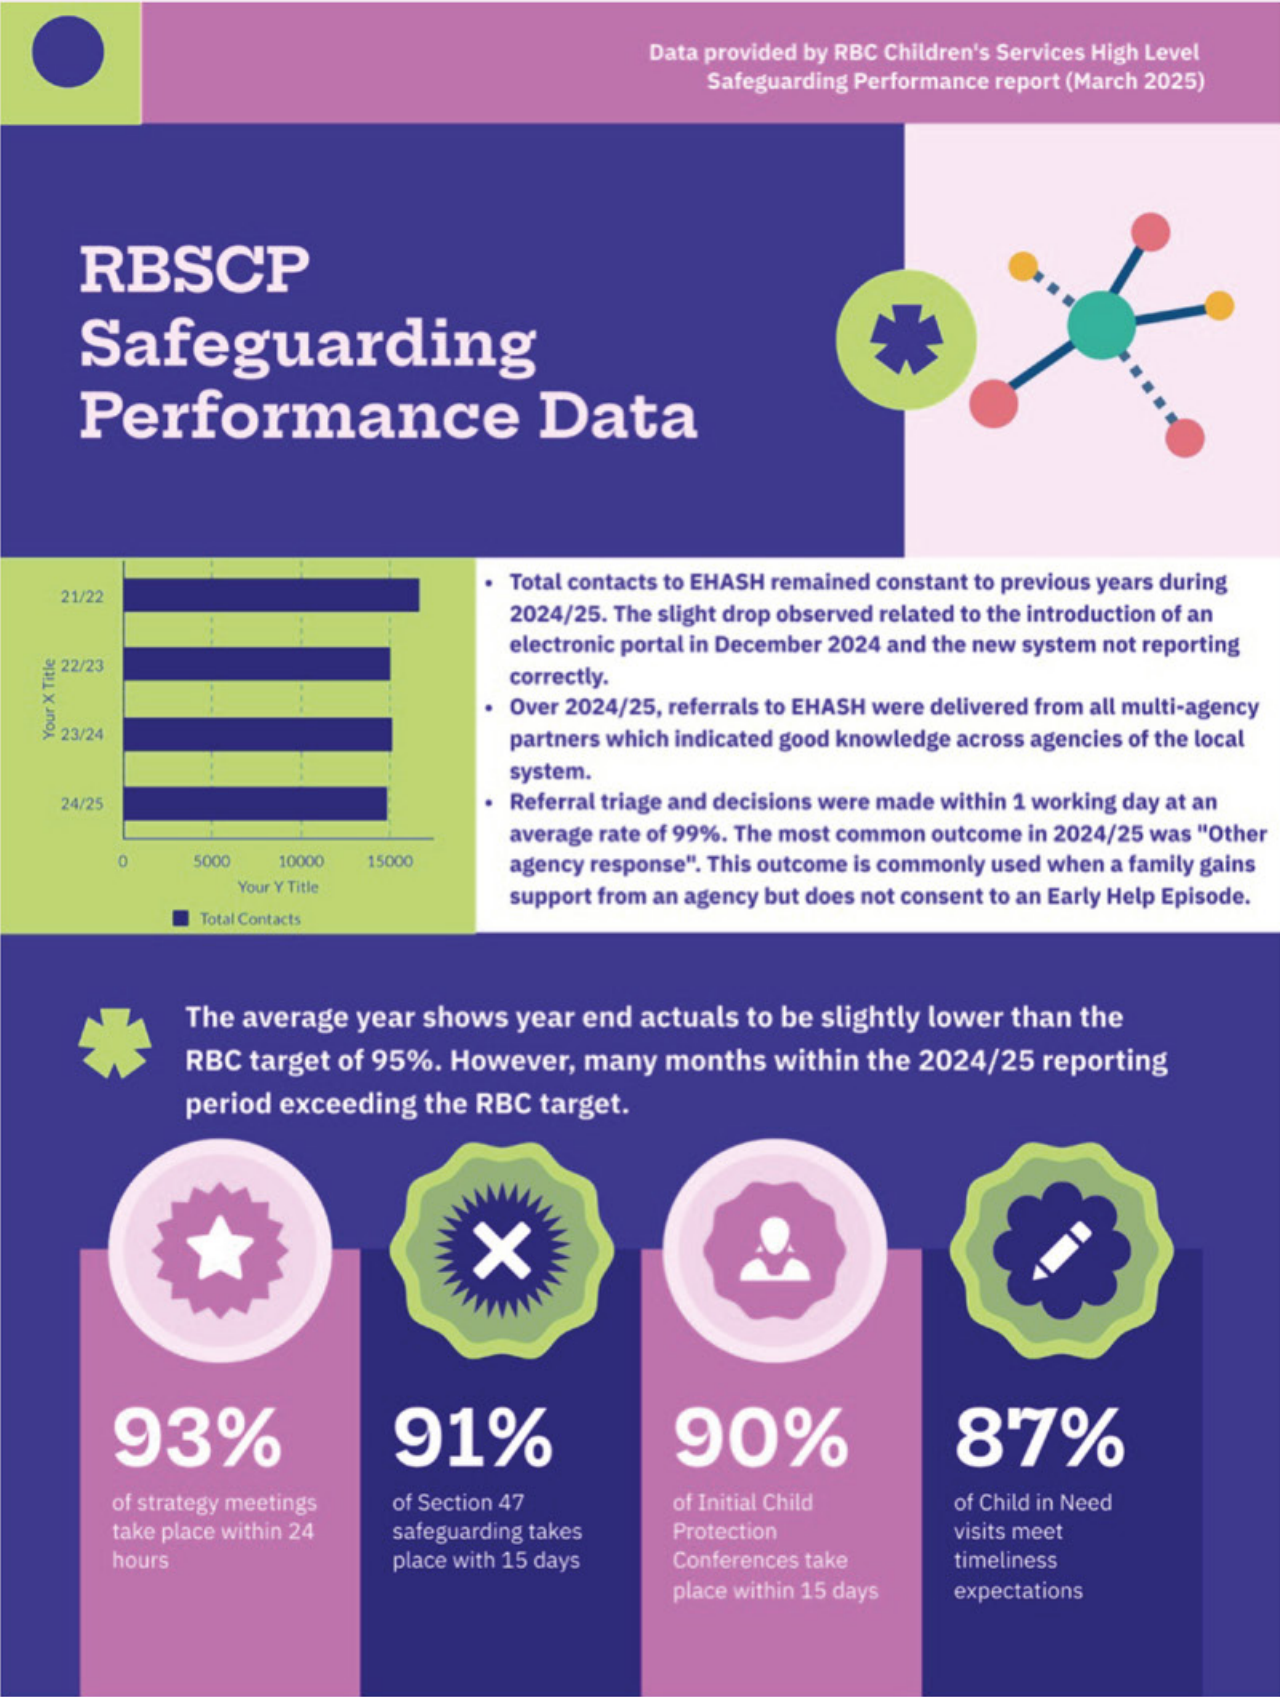 Data provided by RBC Children's Services High Level
Safeguarding Performance report (March 2025)
RBSCP
Safeguarding
Performance Data
21/22
22/23
23/24
24/25
Your X Title
0 5000 10000 15000
Your Y Title
Total Contacts
• Total contacts to EHASH remained constant to previous years during
2024/25. The slight drop observed related to the introduction of an
electronic portal in December 2024 and the new system not reporting
correctly.
• Over 2024/25, referrals to EHASH were delivered from all multi-agency
partners which indicated good knowledge across agencies of the local
system.
• Referral triage and decisions were made within 1 working day at an
average rate of 99%. The most common outcome in 2024/25 was "Other
agency response". This outcome is commonly used when a family gains
support from an agency but does not consent to an Early Help Episode.
The average year shows year end actuals to be slightly lower than the
RBC target of 95%. However, many months within the 2024/25 reporting
period exceeding the RBC target.
93%
of strategy meetings
take place within 24
hours
91%
of Section 47
safeguarding takes
place with 15 days
90%
of Initial Child
Protection
Conferences take
place within 15 days
87%
of Child in Need
visits meet
timeliness
expectations